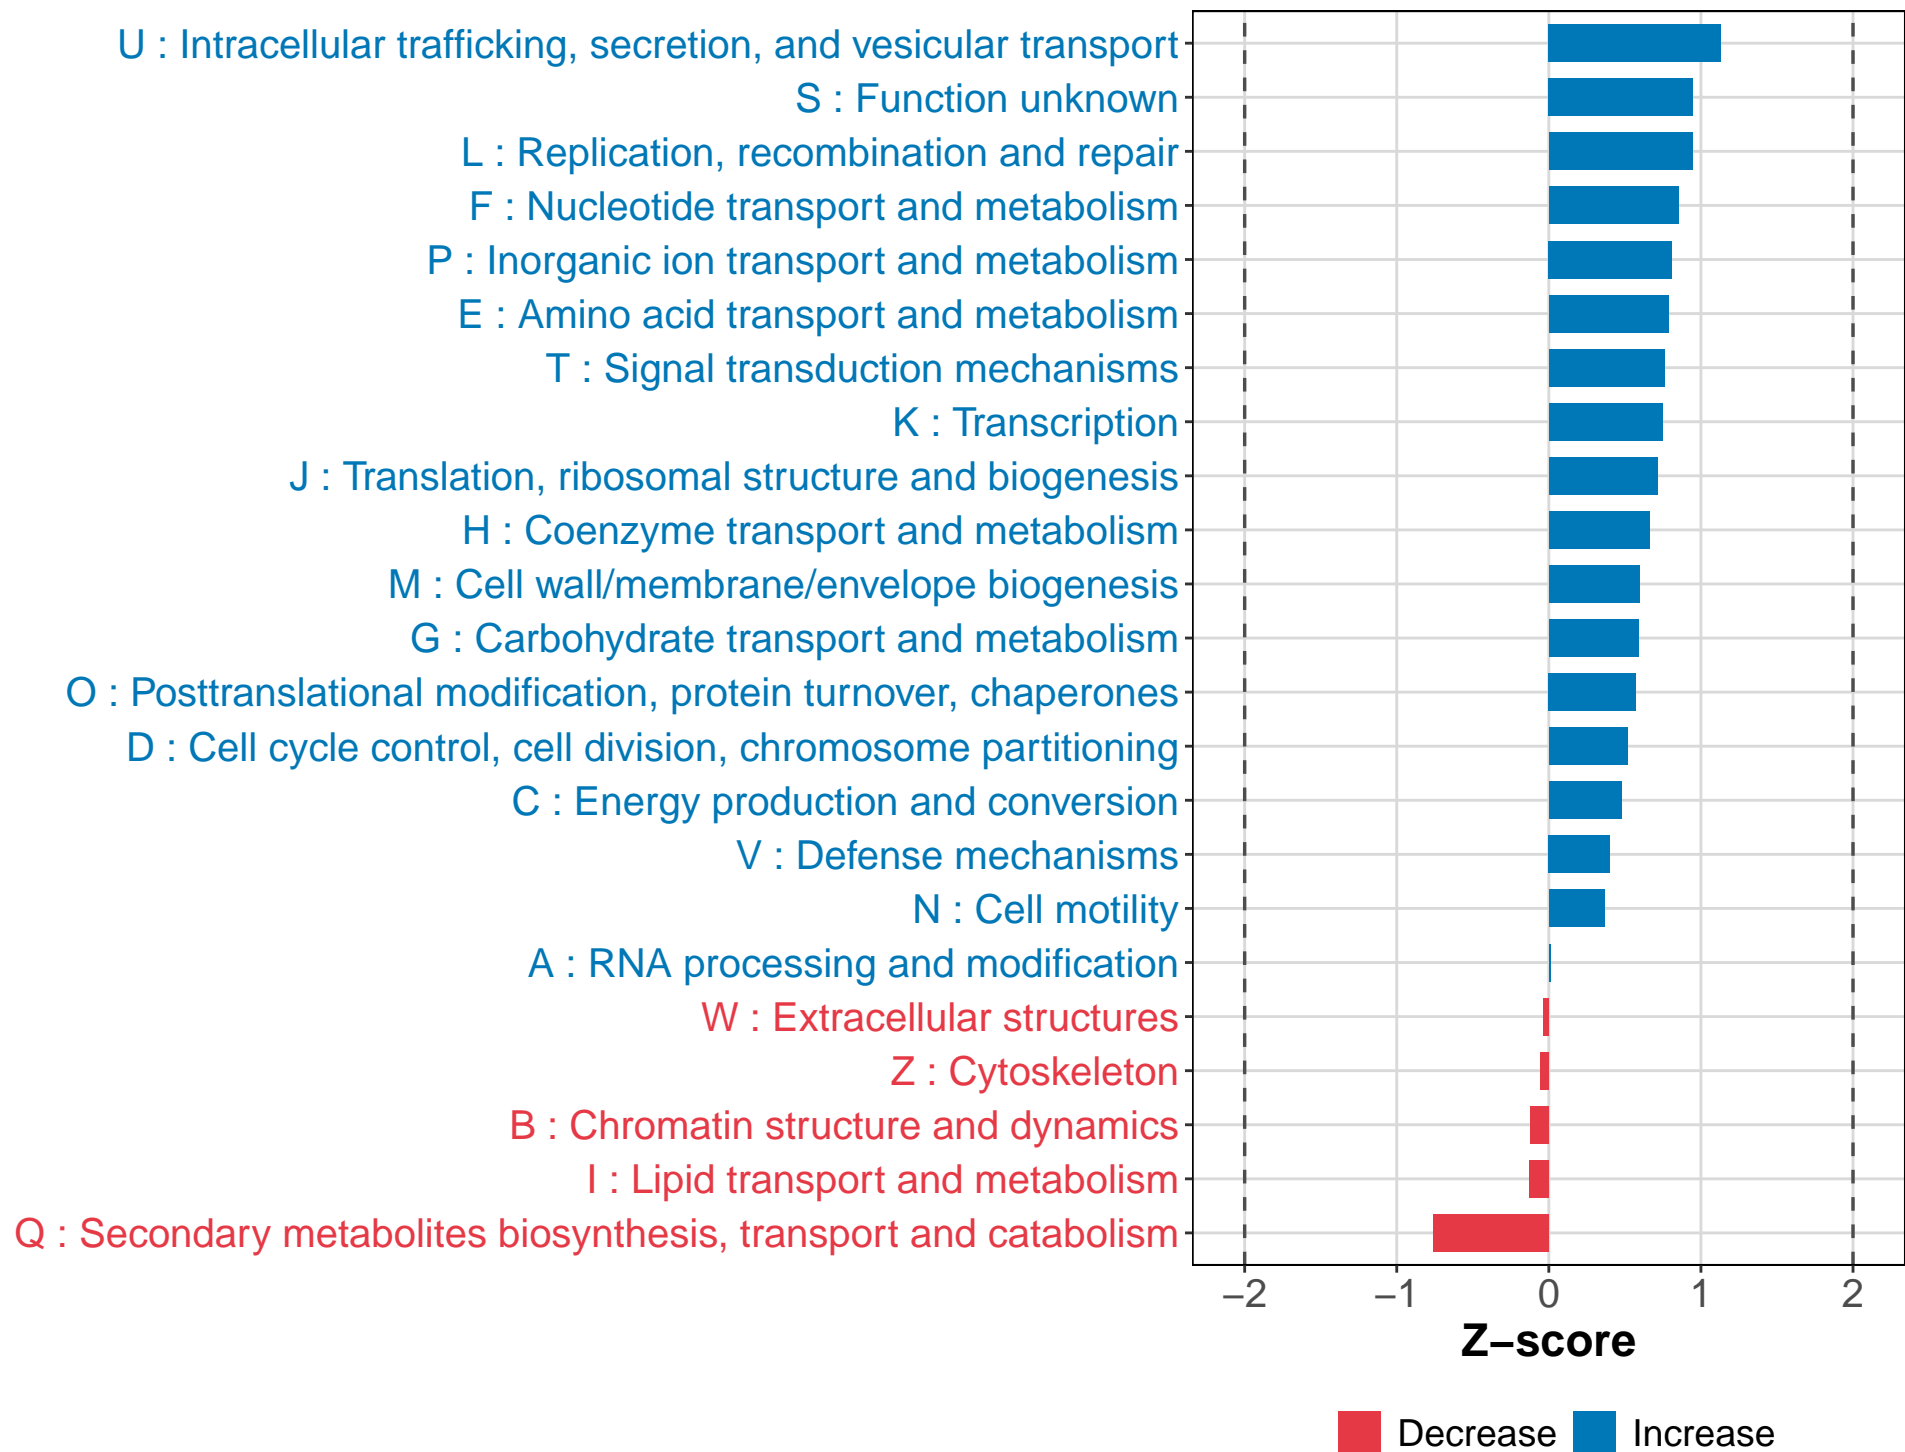 U : Intracellular trafficking, secretion, and vesicular transport
S : Function unknown
L : Replication, recombination and repair
F : Nucleotide transport and metabolism
P : Inorganic ion transport and metabolism
E : Amino acid transport and metabolism
T : Signal transduction mechanisms
K : Transcription
J : Translation, ribosomal structure and biogenesis
H : Coenzyme transport and metabolism
M : Cell wall/membrane/envelope biogenesis
G : Carbohydrate transport and metabolism
O : Posttranslational modification, protein turnover, chaperones
D : Cell cycle control, cell division, chromosome partitioning
C : Energy production and conversion
V : Defense mechanisms
N : Cell motility
A : RNA processing and modification
W : Extracellular structures
Z : Cytoskeleton
B : Chromatin structure and dynamics
I : Lipid transport and metabolism
Q : Secondary metabolites biosynthesis, transport and catabolism
−2 −1 0 1 2
Z−score
Decrease Increase